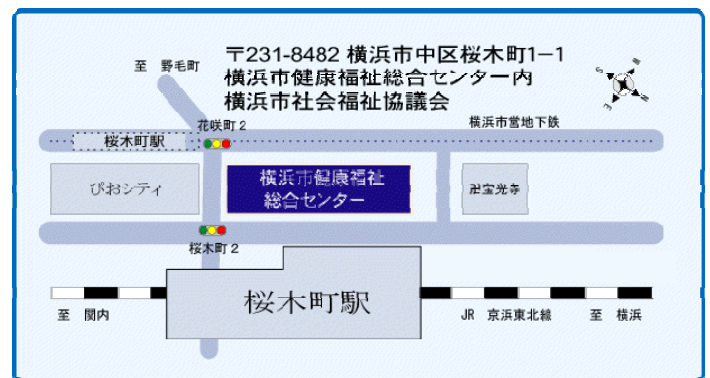 〒231-8482 横浜市中区桜木町1−1
横浜市健康福祉総合センター内
横浜市社会福祉協議会
至 野毛町
花咲町2
横浜市営地下鉄
桜木町駅
ぴおシティ
横浜市健康福祉
総合センター
卍宝光寺
桜木町2
桜木町駅
至 関内
JR 京浜東北線
至 横浜